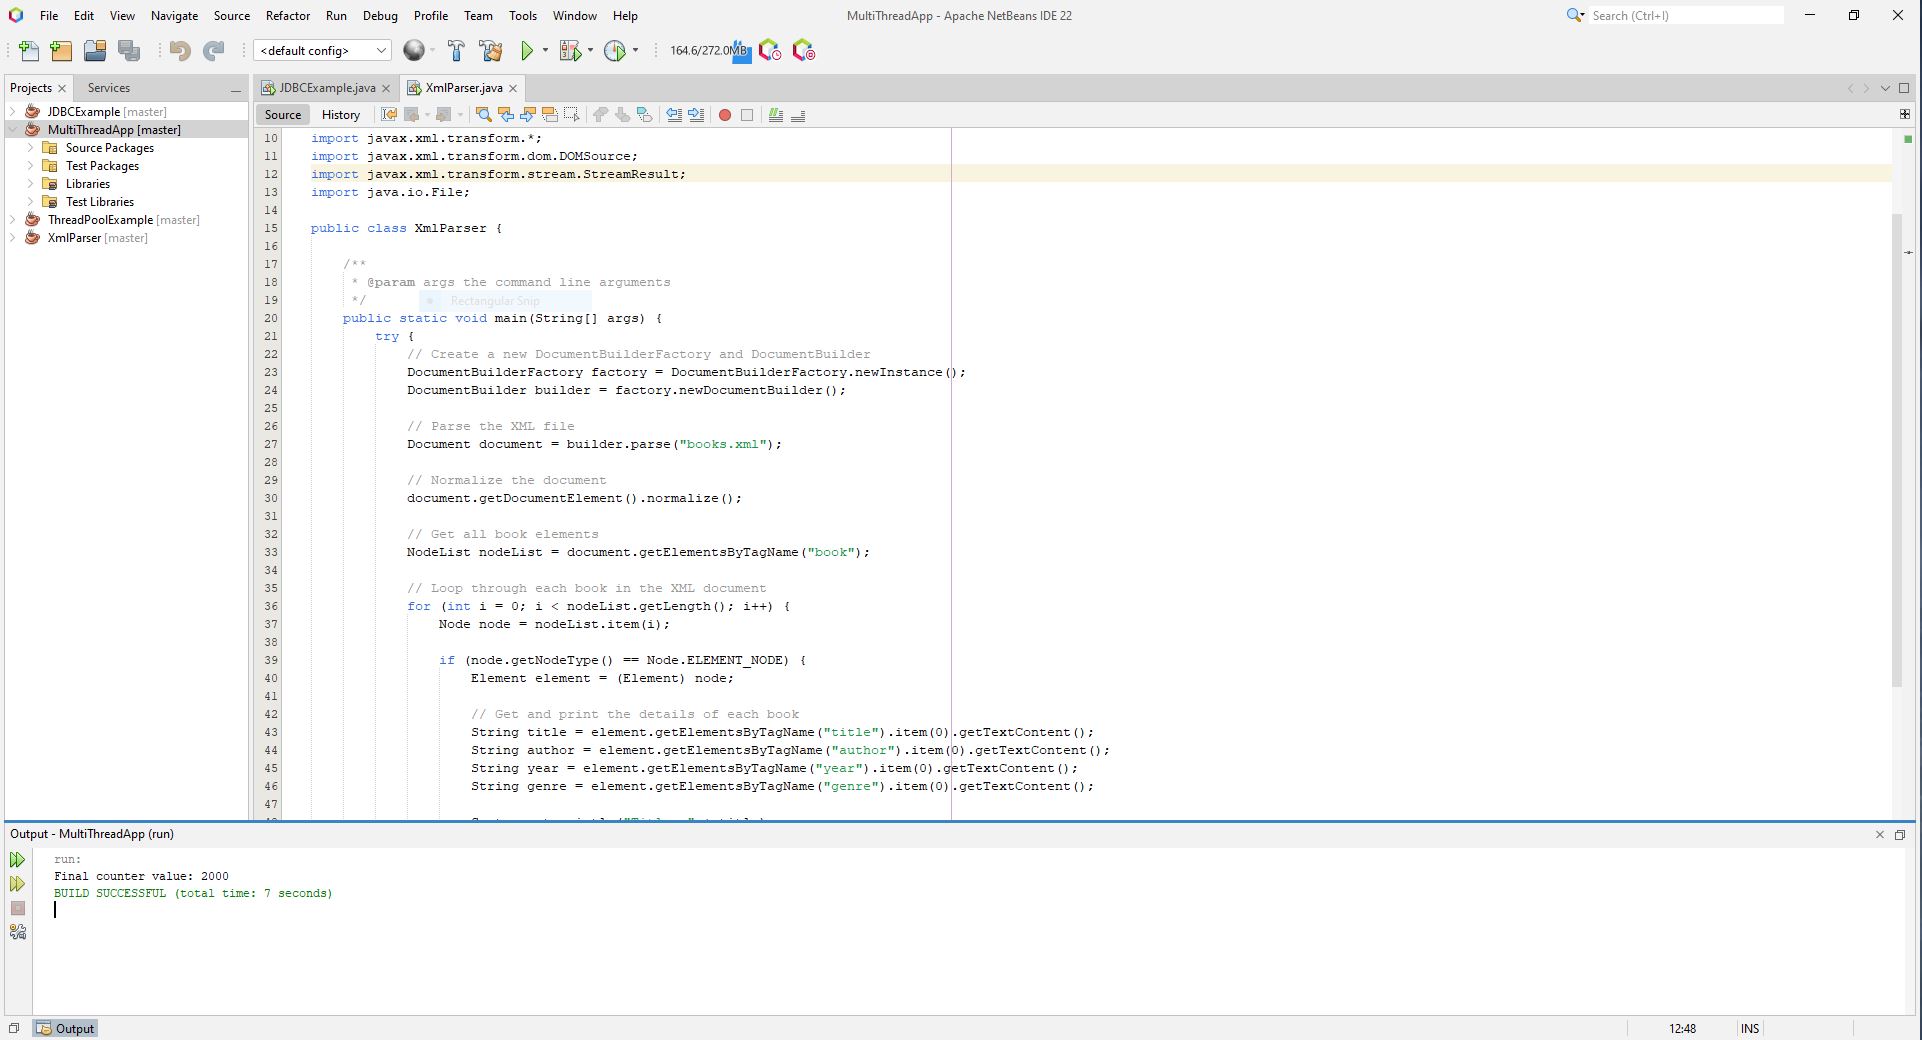 File Edit View Navigate Source Refactor Run Debug Profile Team Tools Window Help
MultiThreadApp - Apache NetBeans IDE 22
Search (Ctrl+I)
<default config>
164.6/272.0MB
Projects Services
JDBCExample [master]
MultiThreadApp [master]
Source Packages
Test Packages
Libraries
Test Libraries
ThreadPoolExample [master]
XmlParser [master]
JDBCExample.java XmlParser.java
Source History
10 import javax.xml.transform.*;
11 import javax.xml.transform.dom.DOMSource;
12 import javax.xml.transform.stream.StreamResult;
13 import java.io.File;
14
15 public class XmlParser {
16
17 /**
18 * @param args the command line arguments
19 */
Rectangular Snip
20 public static void main(String[] args) {
21 try {
22 // Create a new DocumentBuilderFactory and DocumentBuilder
23 DocumentBuilderFactory factory = DocumentBuilderFactory.newInstance();
24 DocumentBuilder builder = factory.newDocumentBuilder();
25
26 // Parse the XML file
27 Document document = builder.parse("books.xml");
28
29 // Normalize the document
30 document.getDocumentElement().normalize();
31
32 // Get all book elements
33 NodeList nodeList = document.getElementsByTagName("book");
34
35 // Loop through each book in the XML document
36 for (int i = 0; i < nodeList.getLength(); i++) {
37 Node node = nodeList.item(i);
38
39 if (node.getNodeType() == Node.ELEMENT_NODE) {
40 Element element = (Element) node;
41
42 // Get and print the details of each book
43 String title = element.getElementsByTagName("title").item(0).getTextContent();
44 String author = element.getElementsByTagName("author").item(0).getTextContent();
45 String year = element.getElementsByTagName("year").item(0).getTextContent();
46 String genre = element.getElementsByTagName("genre").item(0).getTextContent();
47
Output - MultiThreadApp (run)
run:
Final counter value: 2000
BUILD SUCCESSFUL (total time: 7 seconds)
Output
12:48 INS